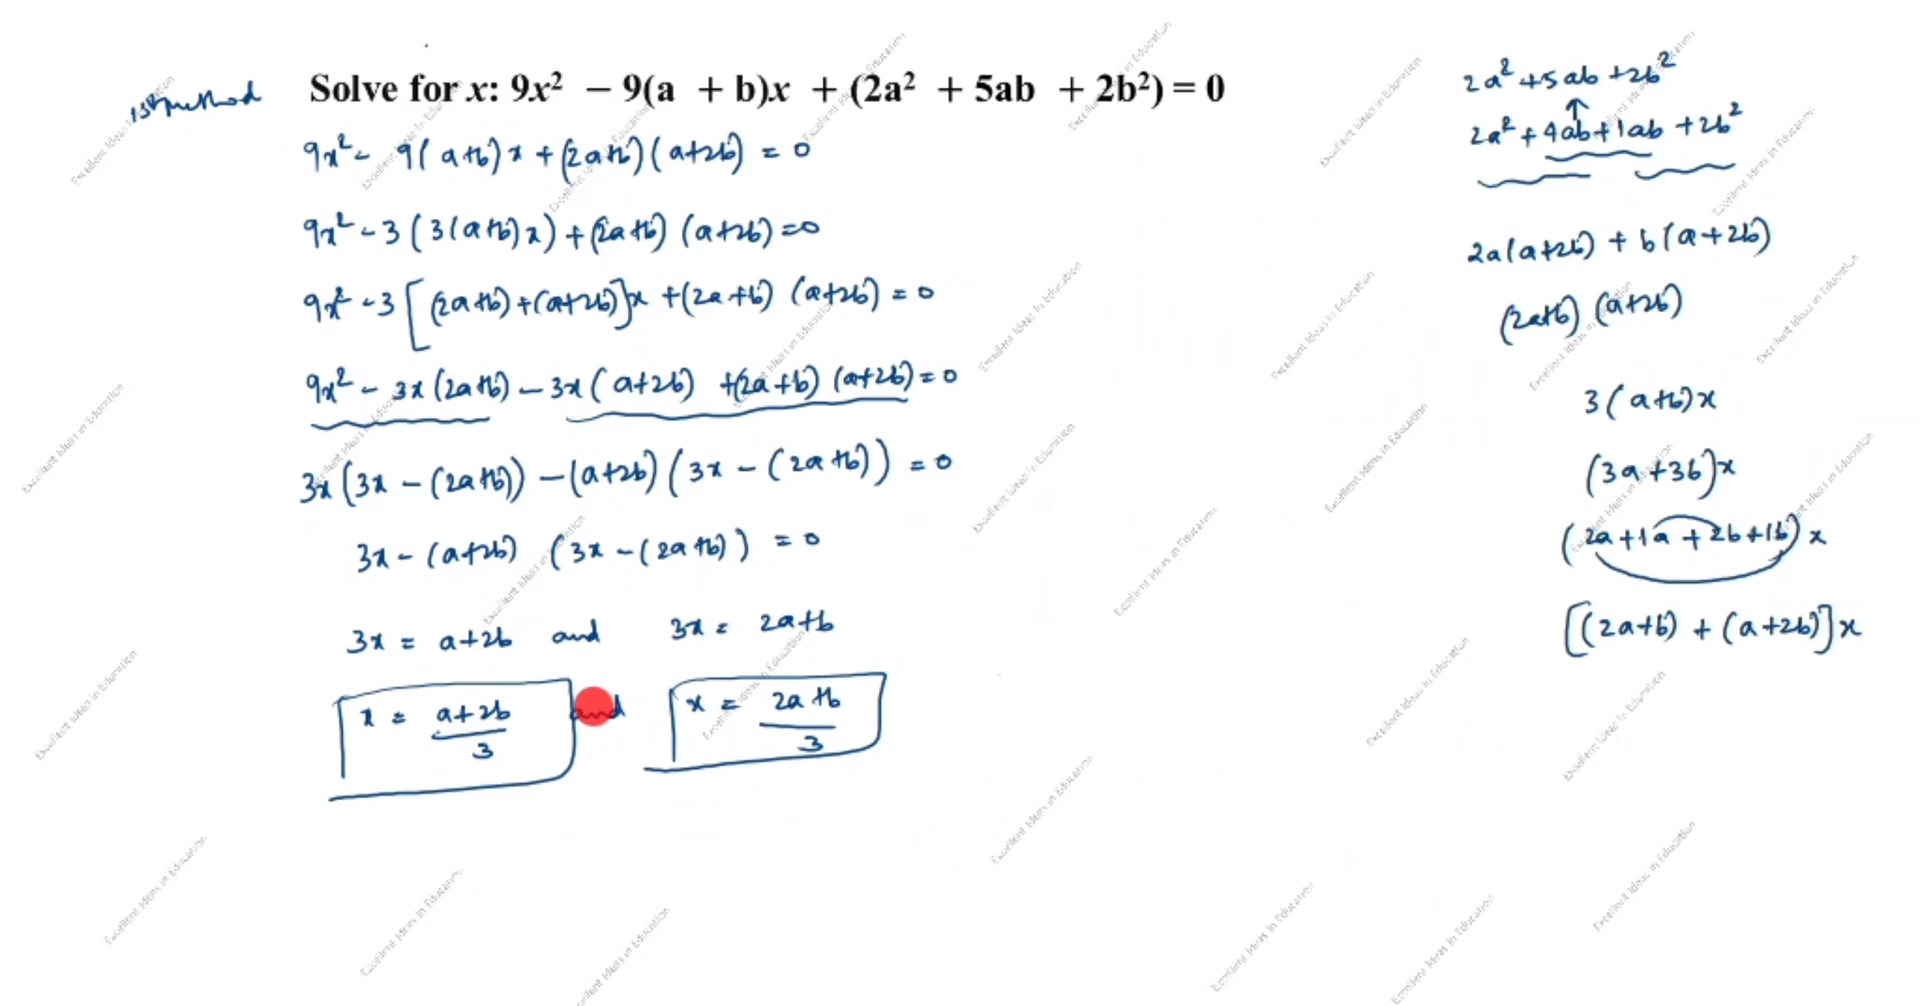 1st method
Solve for x: 9x² − 9(a + b)x + (2a² + 5ab + 2b²) = 0
9x² - 9(a+b)x + (2a+b)(a+2b) = 0
9x² - 3(3(a+b)x) + (2a+b)(a+2b) = 0
9x² - 3[(2a+b)+(a+2b)]x + (2a+b)(a+2b) = 0
9x² - 3x(2a+b) - 3x(a+2b) + (2a+b)(a+2b) = 0
3x(3x - (2a+b)) - (a+2b)(3x - (2a+b)) = 0
3x - (a+2b) (3x - (2a+b)) = 0
3x = a+2b and 3x = 2a+b
x = a+2b/3 and x = 2a+b/3
2a² + 5ab + 2b²
↑
2a² + 4ab + 1ab + 2b²
2a(a+2b) + b(a+2b)
(2a+b) (a+2b)
3(a+b)x
(3a+3b)x
(2a+1a+2b+1b)x
[(2a+b) + (a+2b)]x
Excellent Ideas in Education